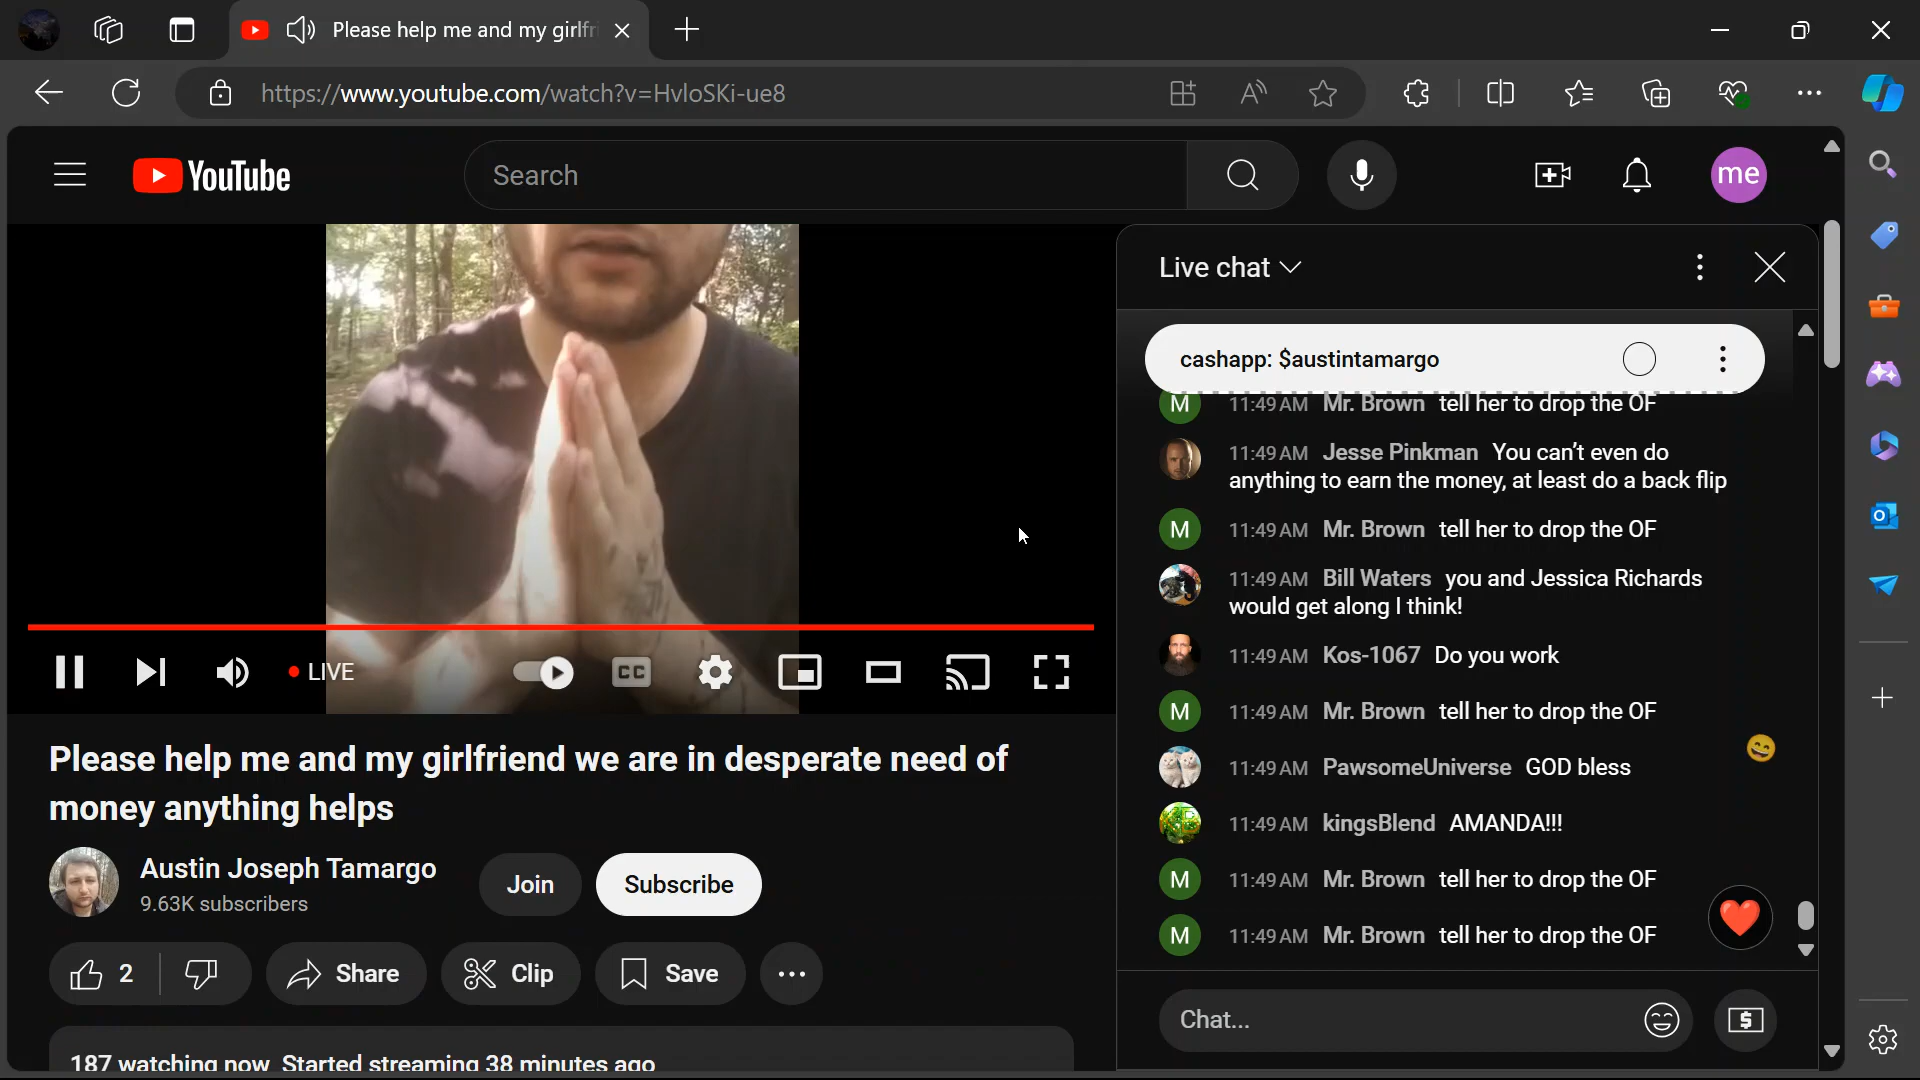 Please help me and my girlfr
https://www.youtube.com/watch?v=HvloSKi-ue8
YouTube
Search
me
Live chat
cashapp: $austintamargo
M 11:49 AM Mr. Brown tell her to drop the OF
11:49 AM Jesse Pinkman You can't even do
anything to earn the money, at least do a back flip
M 11:49 AM Mr. Brown tell her to drop the OF
11:49 AM Bill Waters you and Jessica Richards
would get along I think!
11:49 AM Kos-1067 Do you work
M 11:49 AM Mr. Brown tell her to drop the OF
11:49 AM PawsomeUniverse GOD bless
11:49 AM kingsBlend AMANDA!!!
M 11:49 AM Mr. Brown tell her to drop the OF
M 11:49 AM Mr. Brown tell her to drop the OF
Chat...
LIVE
CC
Please help me and my girlfriend we are in desperate need of
money anything helps
Austin Joseph Tamargo
9.63K subscribers
Join
Subscribe
2
Share
Clip
Save
187 watching now Started streaming 38 minutes ago